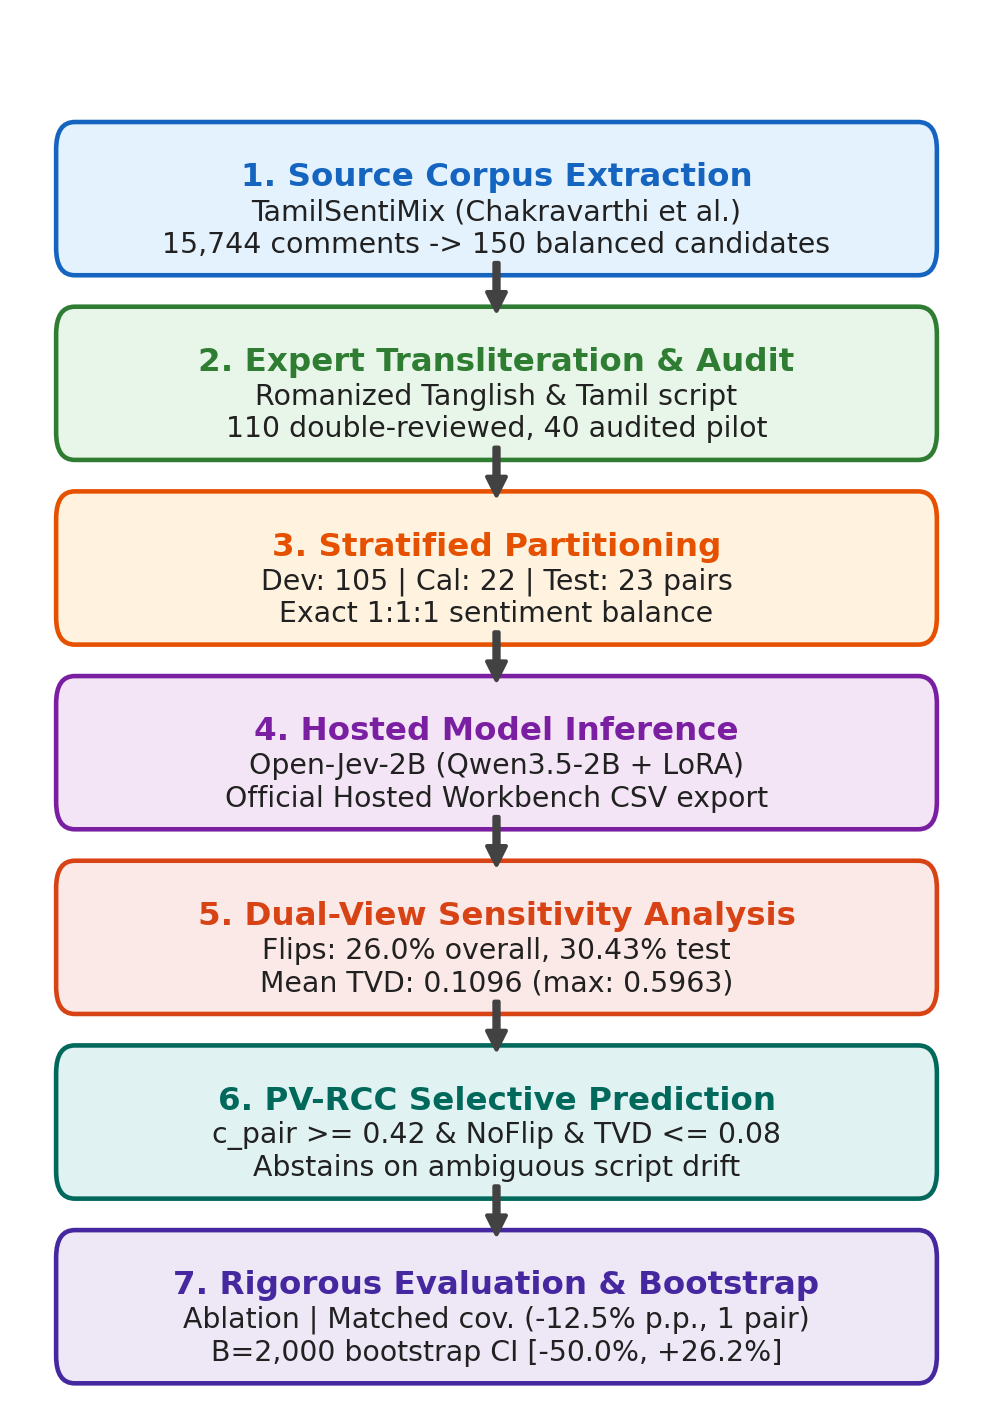 1. Source Corpus Extraction
TamilSentiMix (Chakravarthi et al.)
15,744 comments -> 150 balanced candidates
2. Expert Transliteration & Audit
Romanized Tanglish & Tamil script
110 double-reviewed, 40 audited pilot
3. Stratified Partitioning
Dev: 105 | Cal: 22 | Test: 23 pairs
Exact 1:1:1 sentiment balance
4. Hosted Model Inference
Open-Jev-2B (Qwen3.5-2B + LoRA)
Official Hosted Workbench CSV export
5. Dual-View Sensitivity Analysis
Flips: 26.0% overall, 30.43% test
Mean TVD: 0.1096 (max: 0.5963)
6. PV-RCC Selective Prediction
c_pair >= 0.42 & NoFlip & TVD <= 0.08
Abstains on ambiguous script drift
7. Rigorous Evaluation & Bootstrap
Ablation | Matched cov. (-12.5% p.p., 1 pair)
B=2,000 bootstrap CI [-50.0%, +26.2%]